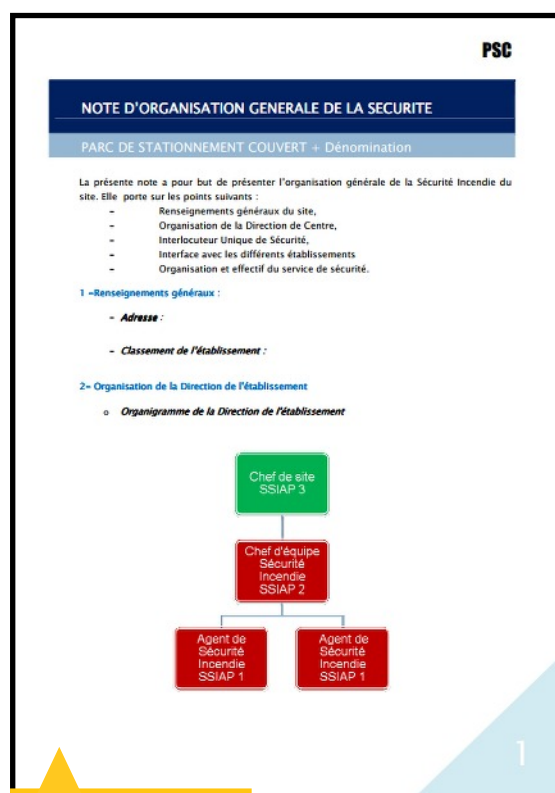 PSC
NOTE D'ORGANISATION GENERALE DE LA SECURITE
PARC DE STATIONNEMENT COUVERT + Dénomination
La présente note a pour but de présenter l'organisation générale de la Sécurité Incendie du
site. Elle porte sur les points suivants :
- Renseignements généraux du site,
- Organisation de la Direction de Centre,
- Interlocuteur Unique de Sécurité,
- Interface avec les différents établissements
- Organisation et effectif du service de sécurité.
1 -Renseignements généraux :
- Adresse :
- Classement de l'établissement :
2- Organisation de la Direction de l'établissement
o Organigramme de la Direction de l'établissement
Chef de site
SSIAP 3
Chef d'équipe
Sécurité
Incendie
SSIAP 2
Agent de
Sécurité
Incendie
SSIAP 1
Agent de
Sécurité
Incendie
SSIAP 1
1